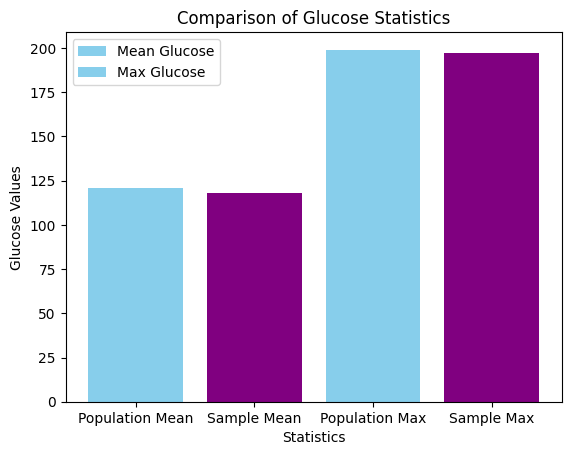 Comparison of Glucose Statistics
Mean Glucose
Max Glucose
200
175
150
125
100
75
50
25
0
Glucose Values
Population Mean Sample Mean Population Max Sample Max
Statistics